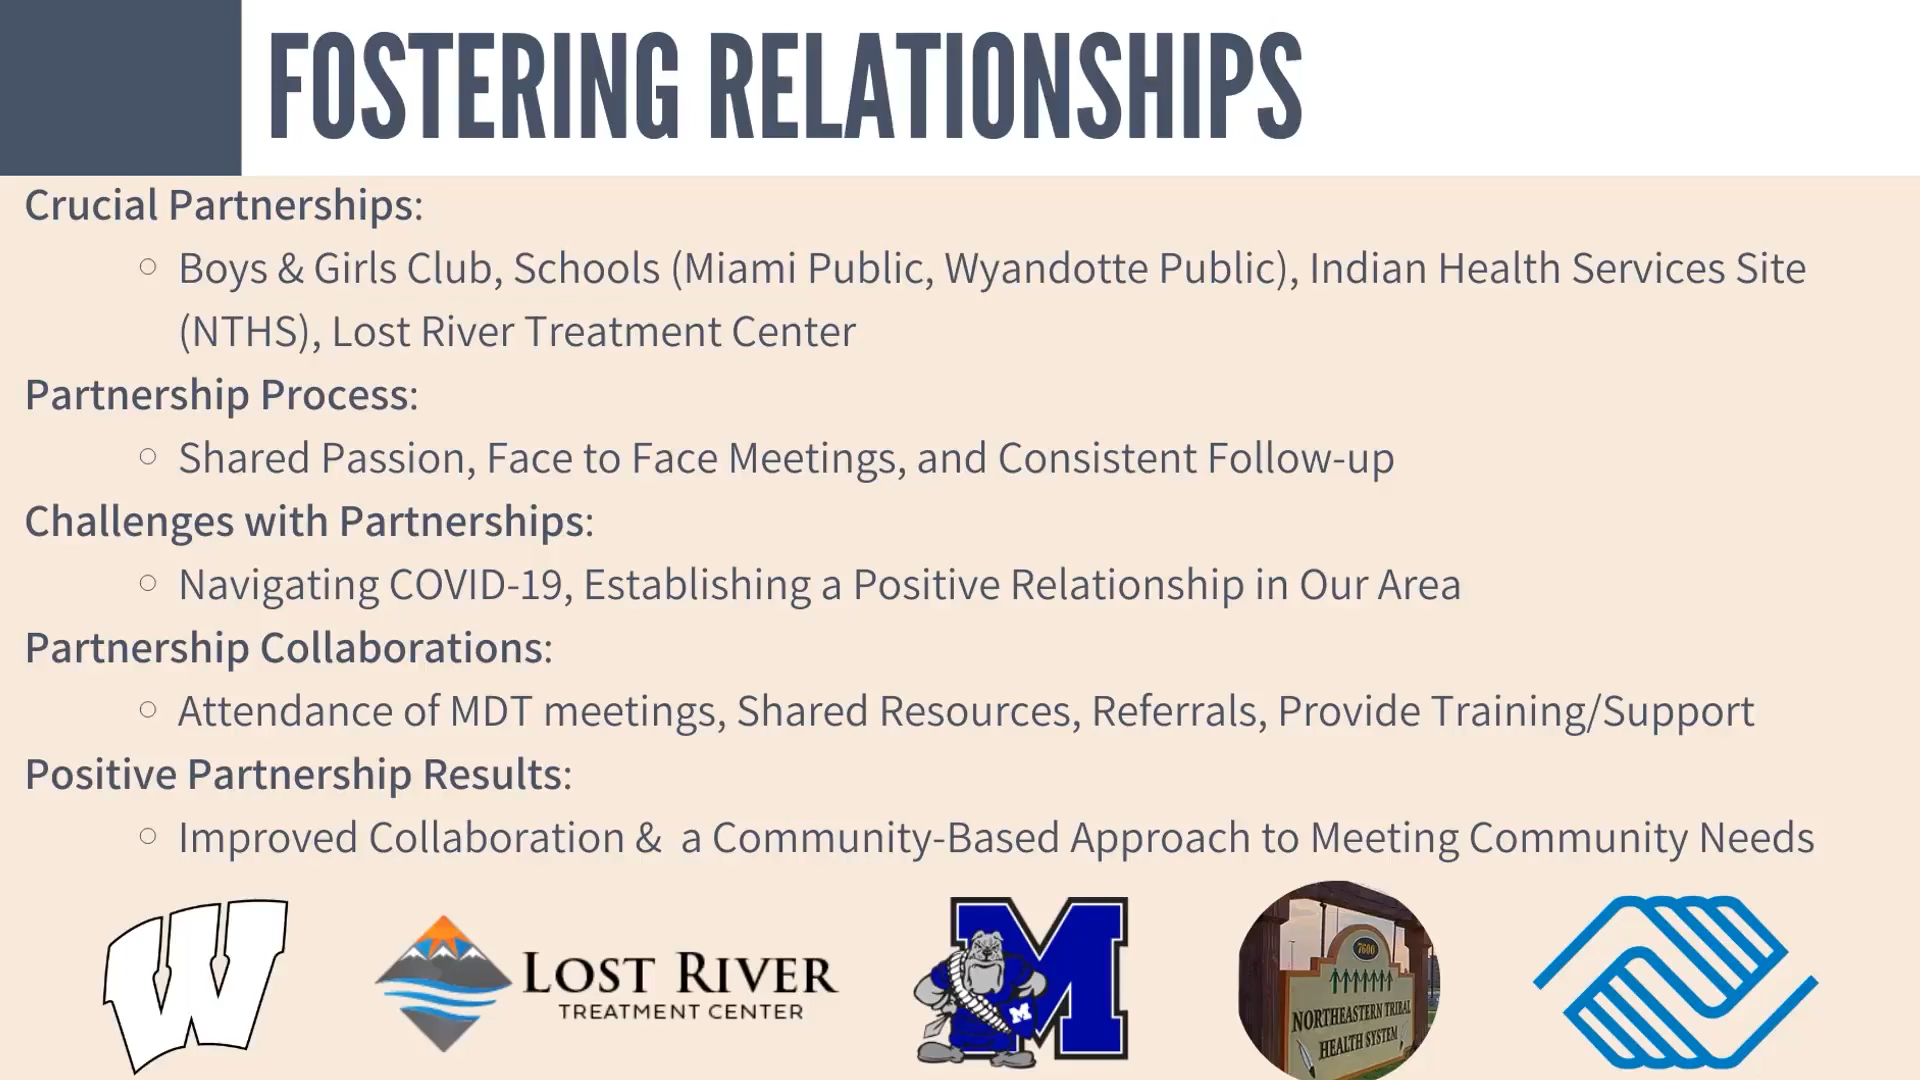 FOSTERING RELATIONSHIPS
Crucial Partnerships:
Boys & Girls Club, Schools (Miami Public, Wyandotte Public), Indian Health Services Site
(NTHS), Lost River Treatment Center
Partnership Process:
Shared Passion, Face to Face Meetings, and Consistent Follow-up
Challenges with Partnerships:
Navigating COVID-19, Establishing a Positive Relationship in Our Area
Partnership Collaborations:
Attendance of MDT meetings, Shared Resources, Referrals, Provide Training/Support
Positive Partnership Results:
Improved Collaboration & a Community-Based Approach to Meeting Community Needs
W
LOST RIVER
TREATMENT CENTER
M
M
7600
NORTHEASTERN TRIBAL
HEALTH SYSTEM